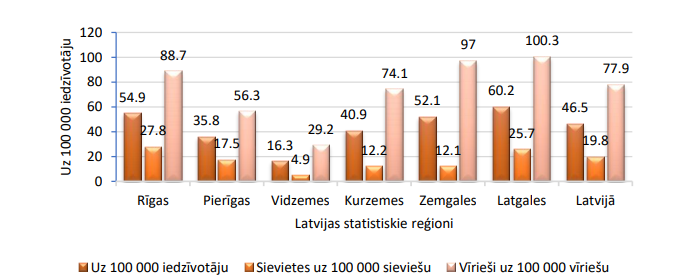 120
100
80
60
40
20
0
Uz 100 000 iedzīvotāju
54.9 27.8 88.7
35.8 17.5 56.3
16.3 4.9 29.2
40.9 12.2 74.1
52.1 12.1 97
60.2 25.7 100.3
46.5 19.8 77.9
Rīgas Pierīgas Vidzemes Kurzemes Zemgales Latgales Latvijā
Latvijas statistiskie reģioni
Uz 100 000 iedzīvotāju Sievietes uz 100 000 sieviešu Vīrieši uz 100 000 vīriešu